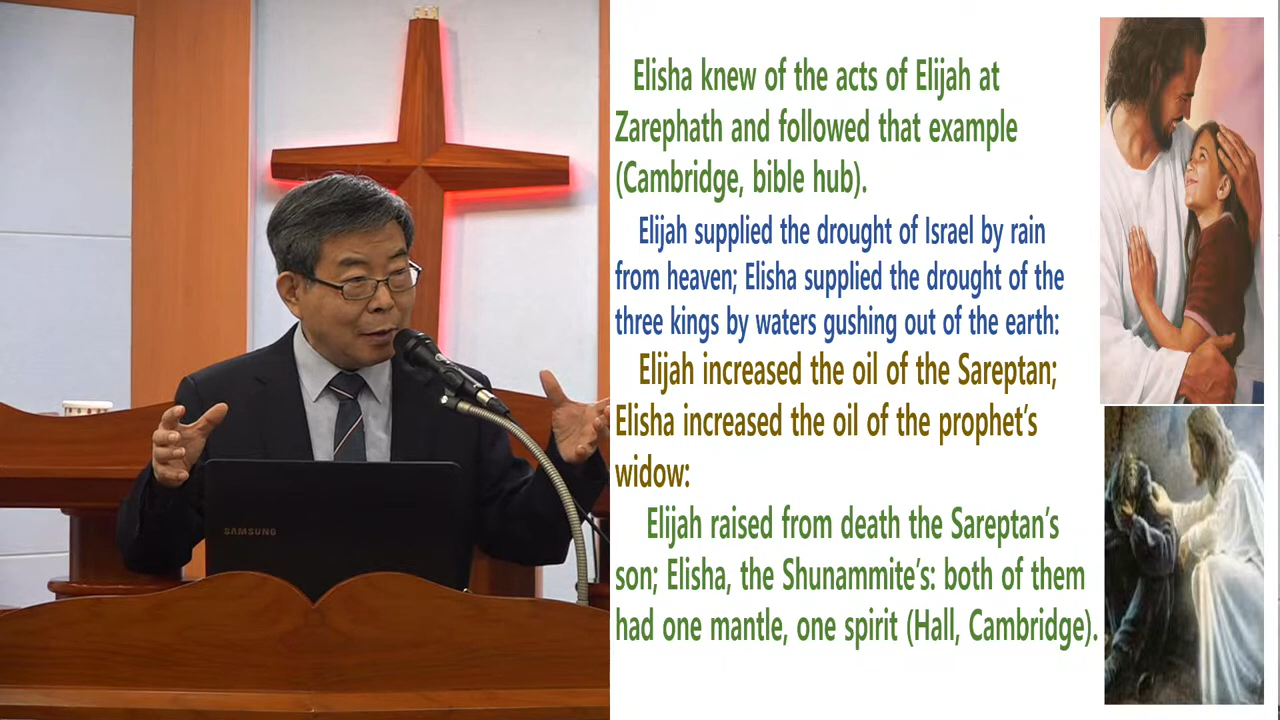 Elisha knew of the acts of Elijah at
Zarephath and followed that example
(Cambridge, bible hub).
Elijah supplied the drought of Israel by rain
from heaven; Elisha supplied the drought of the
three kings by waters gushing out of the earth:
Elijah increased the oil of the Sareptan;
Elisha increased the oil of the prophet's
widow:
Elijah raised from death the Sareptan's
son; Elisha, the Shunammite's: both of them
had one mantle, one spirit (Hall, Cambridge).
SAMSUNG